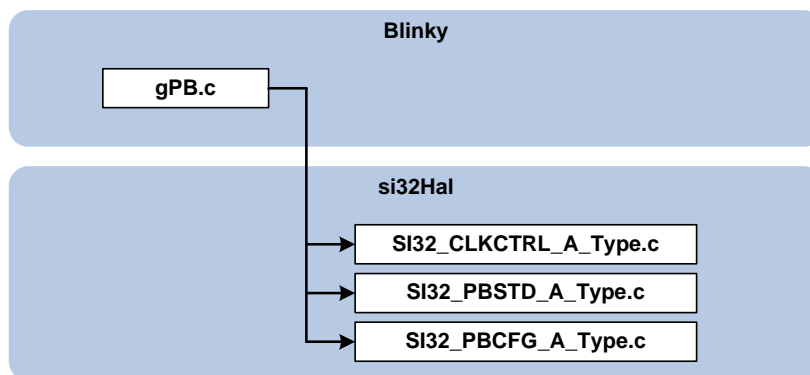 Blinky
gPB.c
si32Hal
SI32_CLKCTRL_A_Type.c
SI32_PBSTD_A_Type.c
SI32_PBCFG_A_Type.c